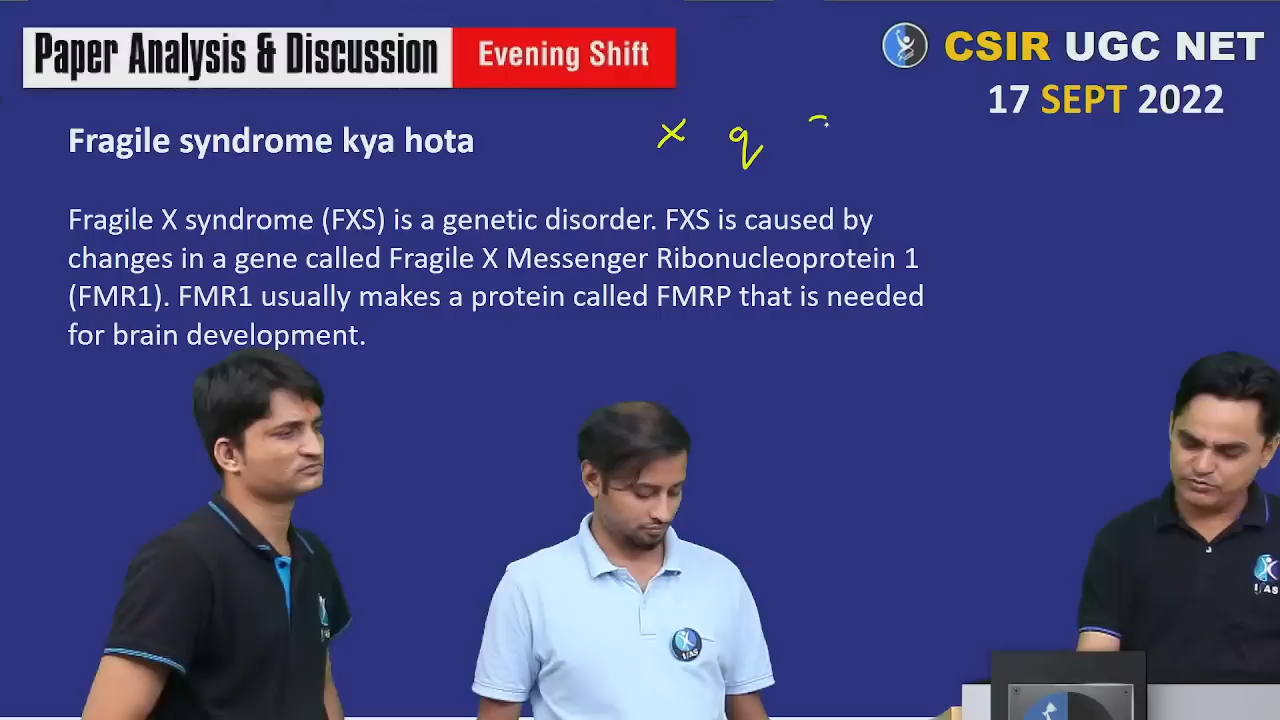 Paper Analysis & Discussion
Evening Shift
CSIR UGC NET
17 SEPT 2022
Fragile syndrome kya hota
x q
Fragile X syndrome (FXS) is a genetic disorder. FXS is caused by
changes in a gene called Fragile X Messenger Ribonucleoprotein 1
(FMR1). FMR1 usually makes a protein called FMRP that is needed
for brain development.
IFAS
IFAS